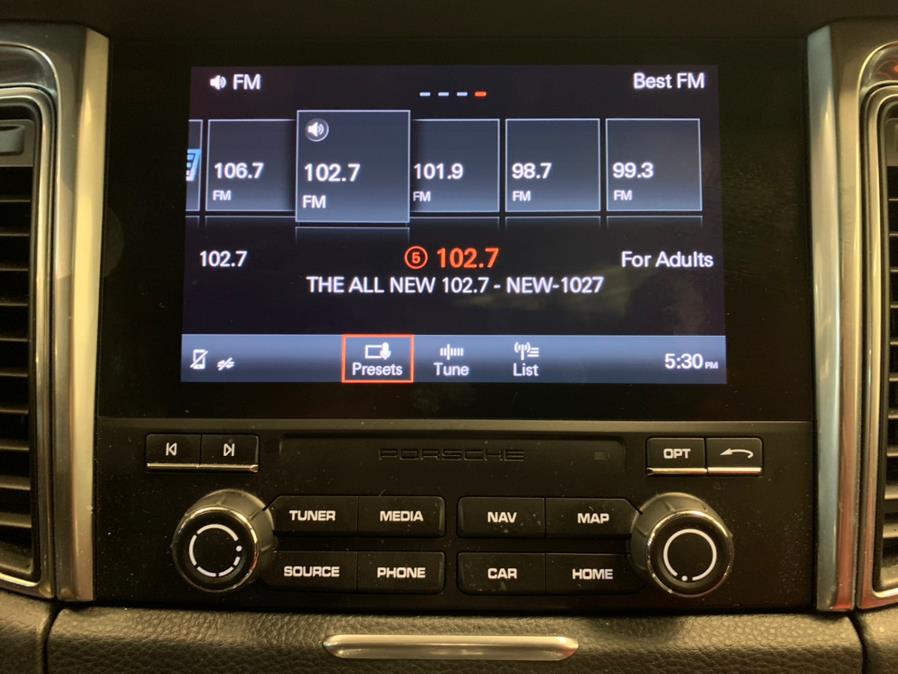 FM
Best FM
106.7 102.7 101.9 98.7 99.3
FM FM FM FM FM
102.7 5 102.7 For Adults
THE ALL NEW 102.7 - NEW-1027
Presets Tune List 5:30 PM
OPT
PORSCHE
TUNER MEDIA NAV MAP
SOURCE PHONE CAR HOME